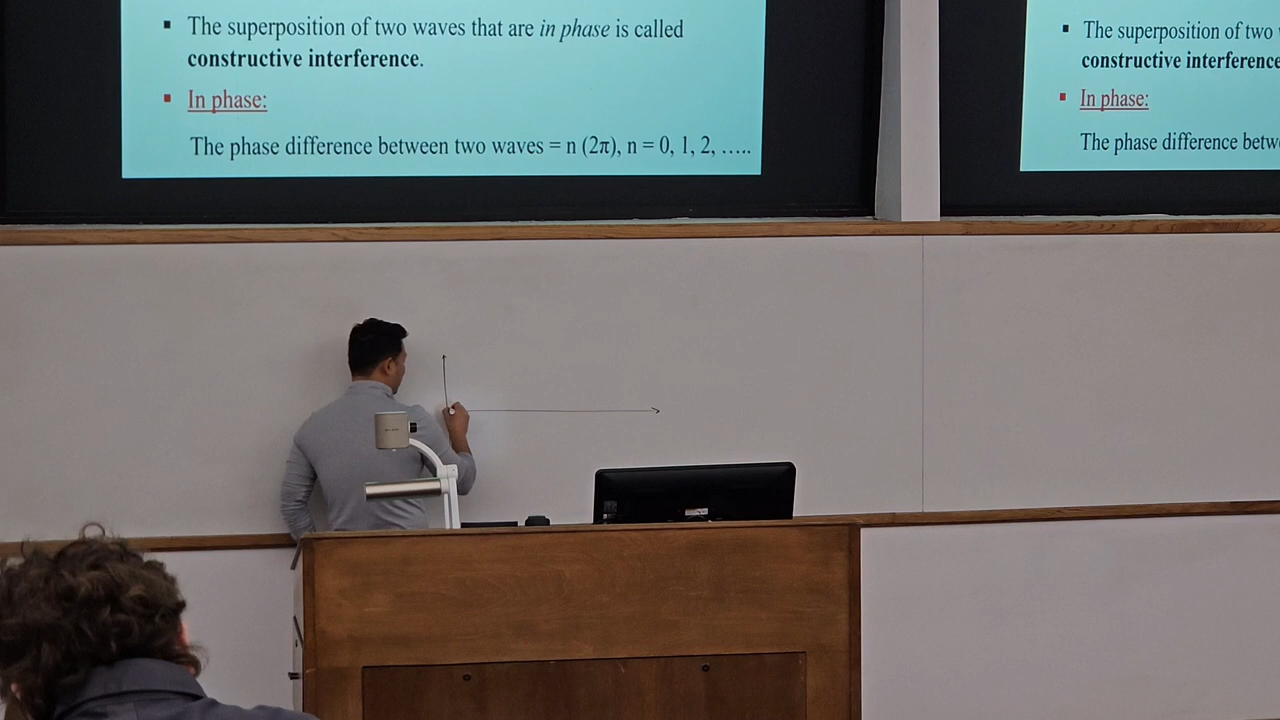 ▪ The superposition of two waves that are in phase is called
constructive interference.
▪ In phase:
The phase difference between two waves = n (2π), n = 0, 1, 2, …..
▪ The superposition of two
constructive interference
▪ In phase:
The phase difference